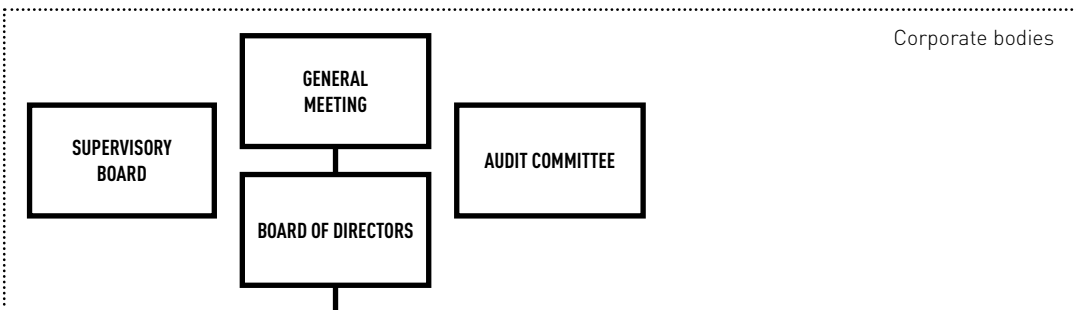 Corporate bodies
GENERAL
MEETING
SUPERVISORY
BOARD
AUDIT COMMITTEE
BOARD OF DIRECTORS